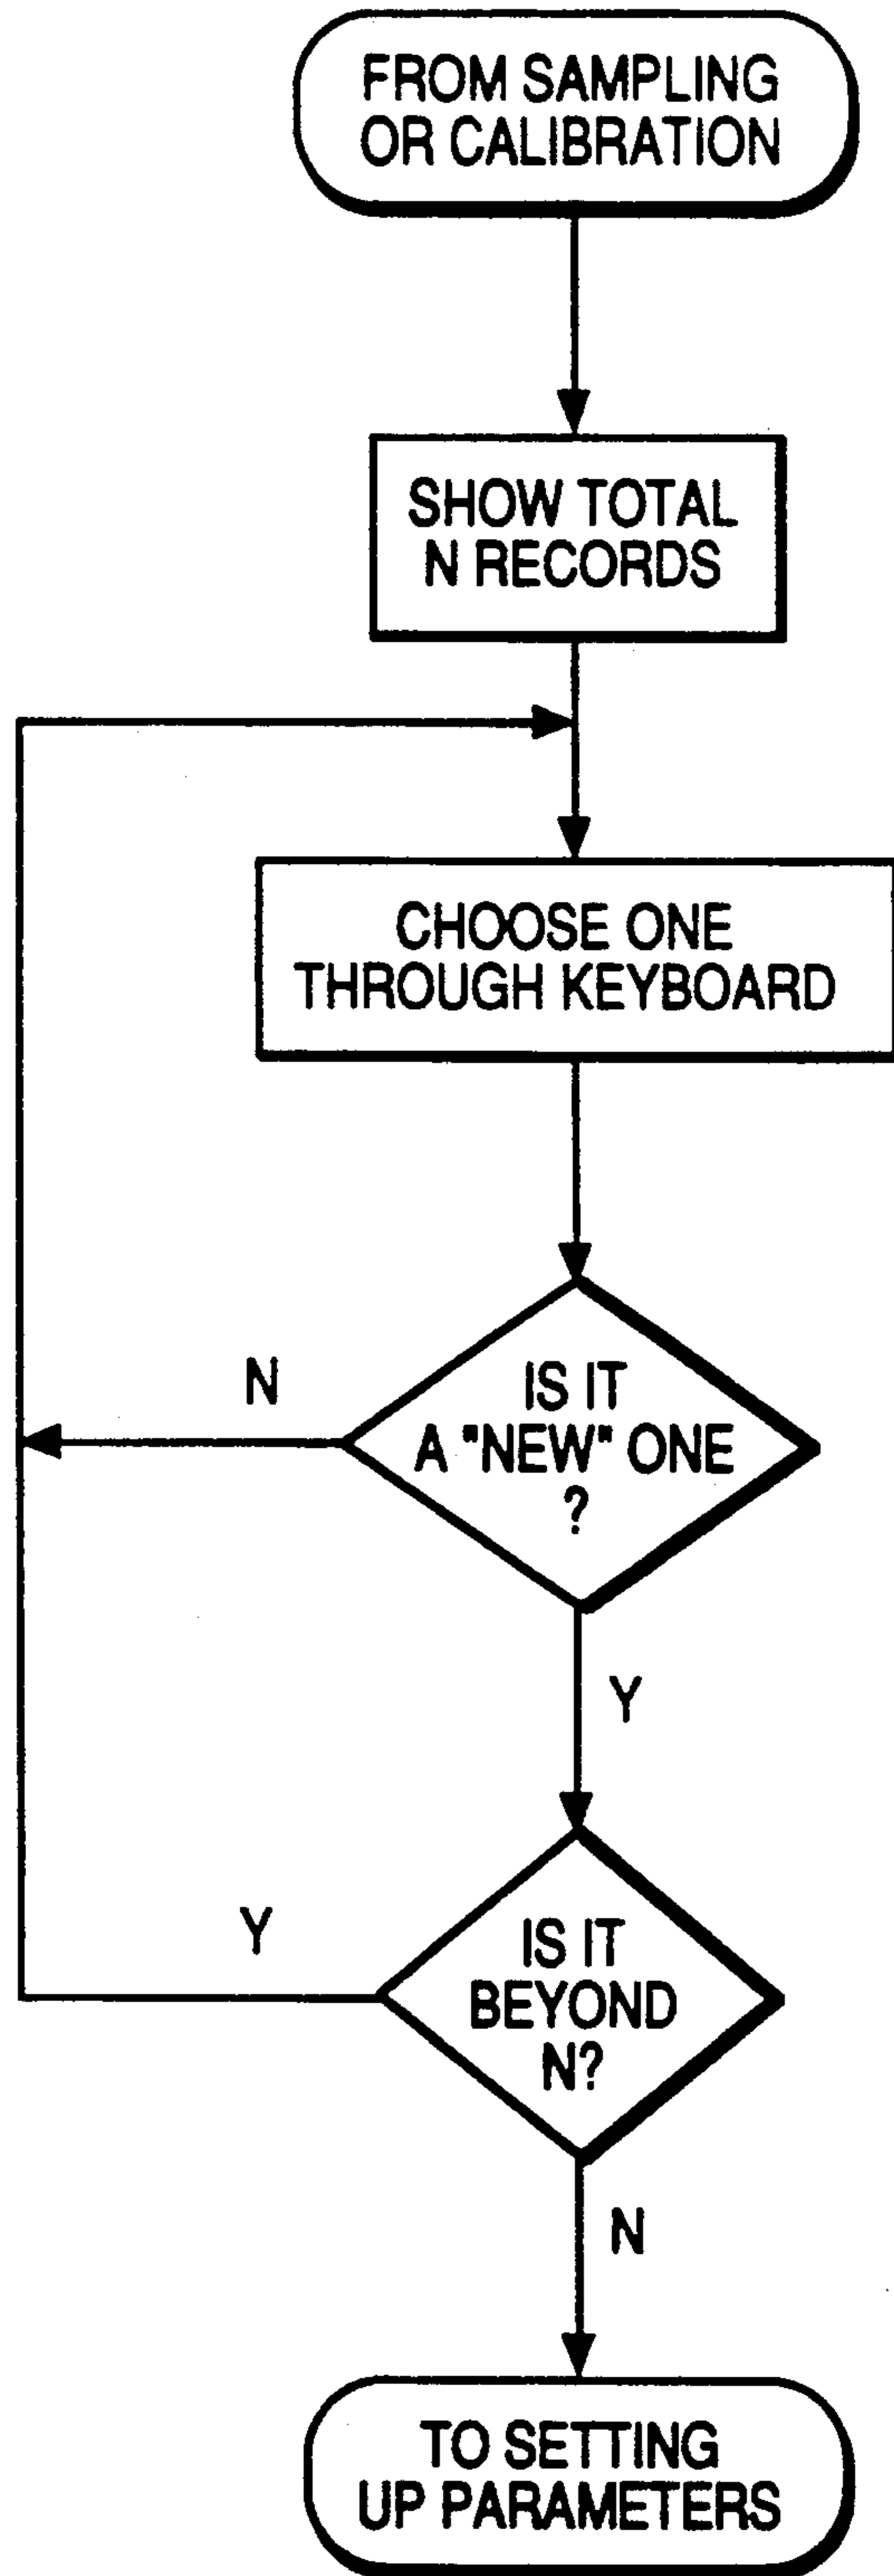 FROM SAMPLING
OR CALIBRATION
SHOW TOTAL
N RECORDS
CHOOSE ONE
THROUGH KEYBOARD
N
IS IT
A "NEW" ONE
?
Y
Y
IS IT
BEYOND
N?
N
TO SETTING
UP PARAMETERS